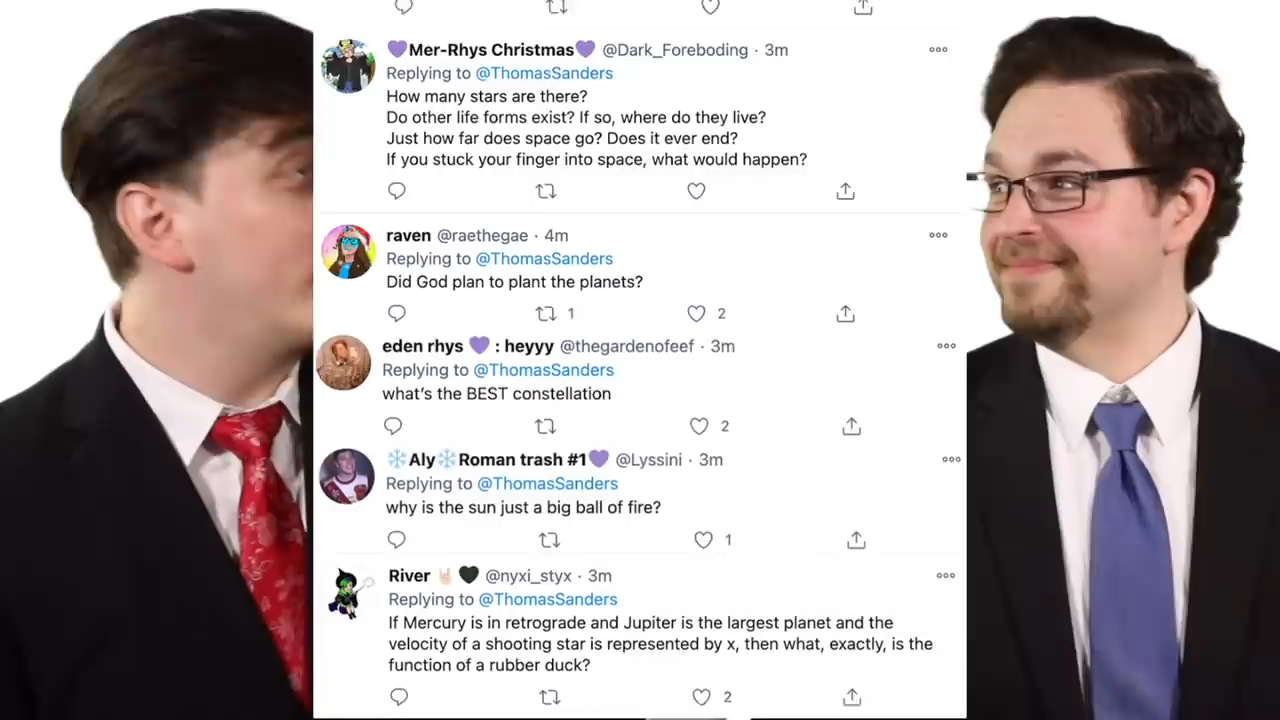 💜Mer-Rhys Christmas💜 @Dark_Foreboding · 3m
Replying to @ThomasSanders
How many stars are there?
Do other life forms exist? If so, where do they live?
Just how far does space go? Does it ever end?
If you stuck your finger into space, what would happen?
raven @raethegae · 4m
Replying to @ThomasSanders
Did God plan to plant the planets?
1 2
eden rhys 💜 : heyyy @thegardenofeef · 3m
Replying to @ThomasSanders
what's the BEST constellation
2
❄️Aly❄️Roman trash #1💜 @Lyssini · 3m
Replying to @ThomasSanders
why is the sun just a big ball of fire?
1
River 🤘🏻 🖤 @nyxi_styx · 3m
Replying to @ThomasSanders
If Mercury is in retrograde and Jupiter is the largest planet and the
velocity of a shooting star is represented by x, then what, exactly, is the
function of a rubber duck?
2